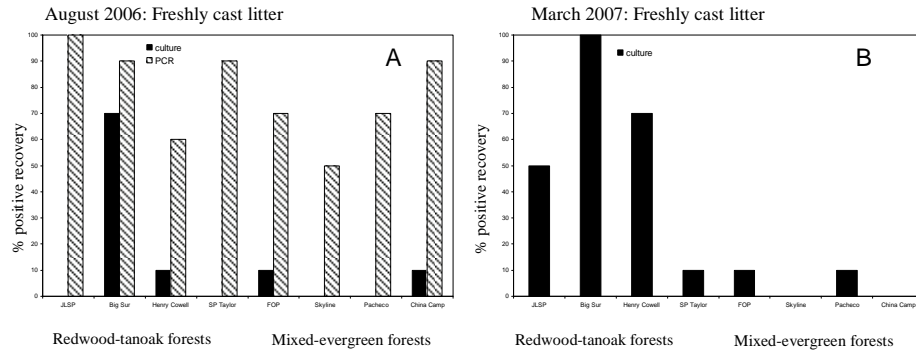 August 2006: Freshly cast litter
A
culture
PCR
% positive recovery
100
90
80
70
60
50
40
30
20
10
0
JLSP Big Sur Henry Cowell SP Taylor FOP Skyline Pacheco China Camp
Redwood-tanoak forests Mixed-evergreen forests
March 2007: Freshly cast litter
B
culture
% positive recovery
100
90
80
70
60
50
40
30
20
10
0
JLSP Big Sur Henry Cowell SP Taylor FOP Skyline Pacheco China Camp
Redwood-tanoak forests Mixed-evergreen forests